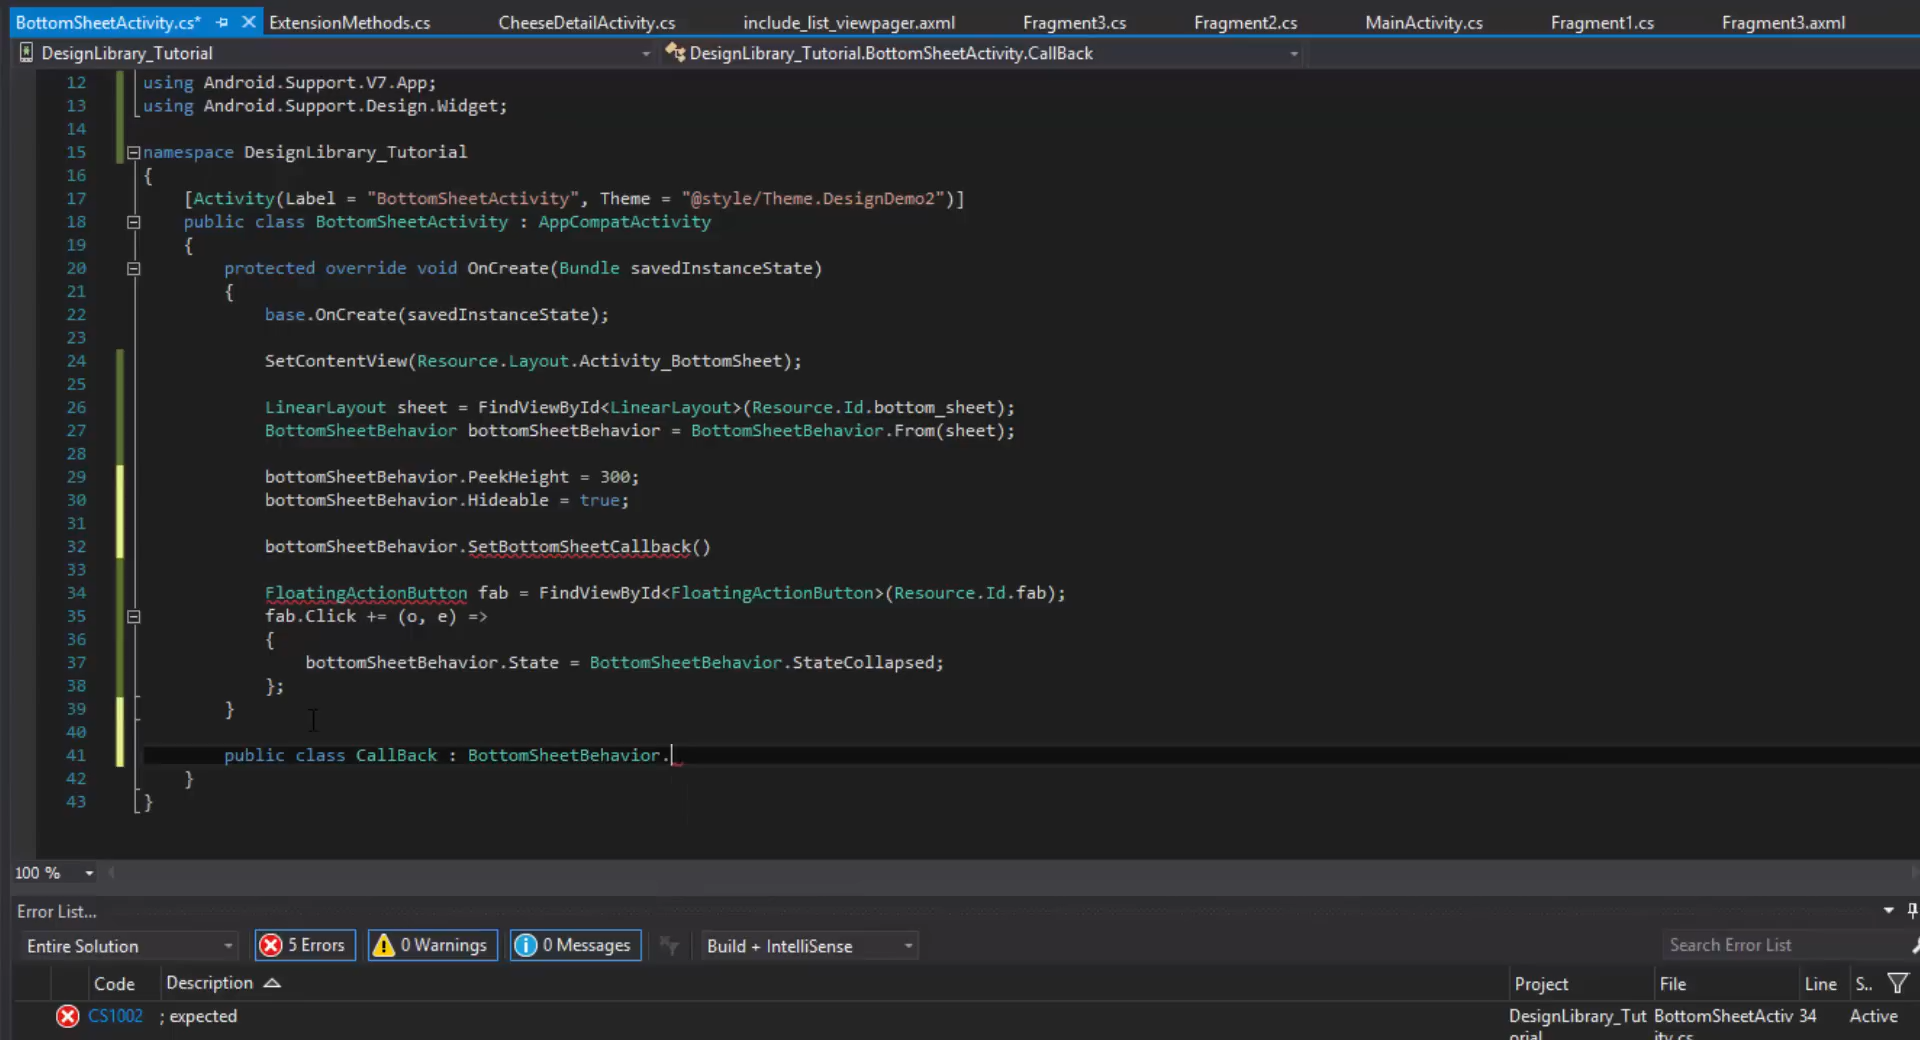 BottomSheetActivity.cs* ExtensionMethods.cs CheeseDetailActivity.cs include_list_viewpager.axml Fragment3.cs Fragment2.cs MainActivity.cs Fragment1.cs Fragment3.axml
DesignLibrary_Tutorial DesignLibrary_Tutorial.BottomSheetActivity.CallBack
12 using Android.Support.V7.App;
13 using Android.Support.Design.Widget;
14
15 namespace DesignLibrary_Tutorial
16 {
17 [Activity(Label = "BottomSheetActivity", Theme = "@style/Theme.DesignDemo2")]
18 public class BottomSheetActivity : AppCompatActivity
19 {
20 protected override void OnCreate(Bundle savedInstanceState)
21 {
22 base.OnCreate(savedInstanceState);
23
24 SetContentView(Resource.Layout.Activity_BottomSheet);
25
26 LinearLayout sheet = FindViewById<LinearLayout>(Resource.Id.bottom_sheet);
27 BottomSheetBehavior bottomSheetBehavior = BottomSheetBehavior.From(sheet);
28
29 bottomSheetBehavior.PeekHeight = 300;
30 bottomSheetBehavior.Hideable = true;
31
32 bottomSheetBehavior.SetBottomSheetCallback()
33
34 FloatingActionButton fab = FindViewById<FloatingActionButton>(Resource.Id.fab);
35 fab.Click += (o, e) =>
36 {
37 bottomSheetBehavior.State = BottomSheetBehavior.StateCollapsed;
38 };
39 }
40
41 public class CallBack : BottomSheetBehavior.
42 }
43 }
100 %
Error List...
Entire Solution 5 Errors 0 Warnings 0 Messages Build + IntelliSense Search Error List
Code Description Project File Line S..
CS1002 ; expected DesignLibrary_Tut BottomSheetActiv 34 Active
orial ity.cs